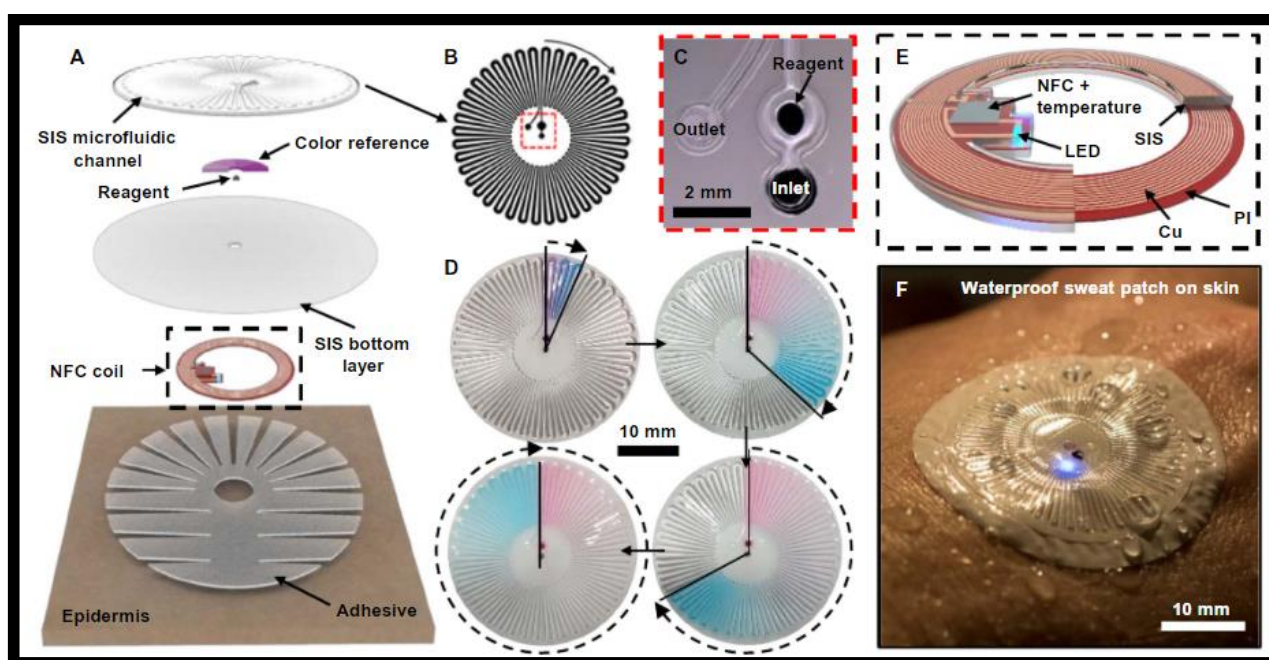 A
SIS microfluidic
channel
Color reference
Reagent
SIS bottom
layer
NFC coil
Epidermis
Adhesive
B
C
Reagent
Outlet
Inlet
2 mm
D
10 mm
E
NFC +
temperature
SIS
LED
Cu
PI
F
Waterproof sweat patch on skin
10 mm